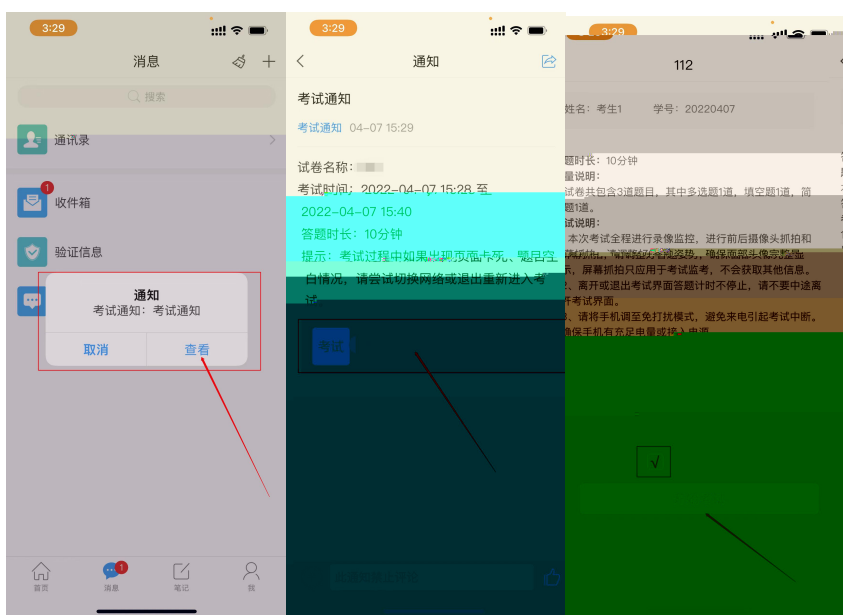 3:29
消息
搜索
通讯录
1
收件箱
验证信息
通知
考试通知：考试通知
取消
查看
首页
1
消息
笔记
我
3:29
通知
考试通知
考试通知 04-07 15:29
试卷名称：
考试时间：2022-04-07 15:28 至
2022-04-07 15:40
答题时长：10分钟
提示：考试过程中如果出现页面卡死、题目空
白情况，请尝试切换网络或退出重新进入考
试。
考试
3:29
112
姓名：考生1 学号：20220407
题时长：10分钟
量说明：
试卷共包含3道题目，其中多选题1道，填空题1道，简
题1道。
试说明：
本次考试全程进行录像监控，进行前后摄像头抓拍和
屏幕抓拍只应用于考试监考，不会获取其他信息。
、离开或退出考试界面答题计时不停止，请不要中途离
开考试界面。
、请将手机调至免打扰模式，避免来电引起考试中断。
确保手机有充足电量或接入电源
√